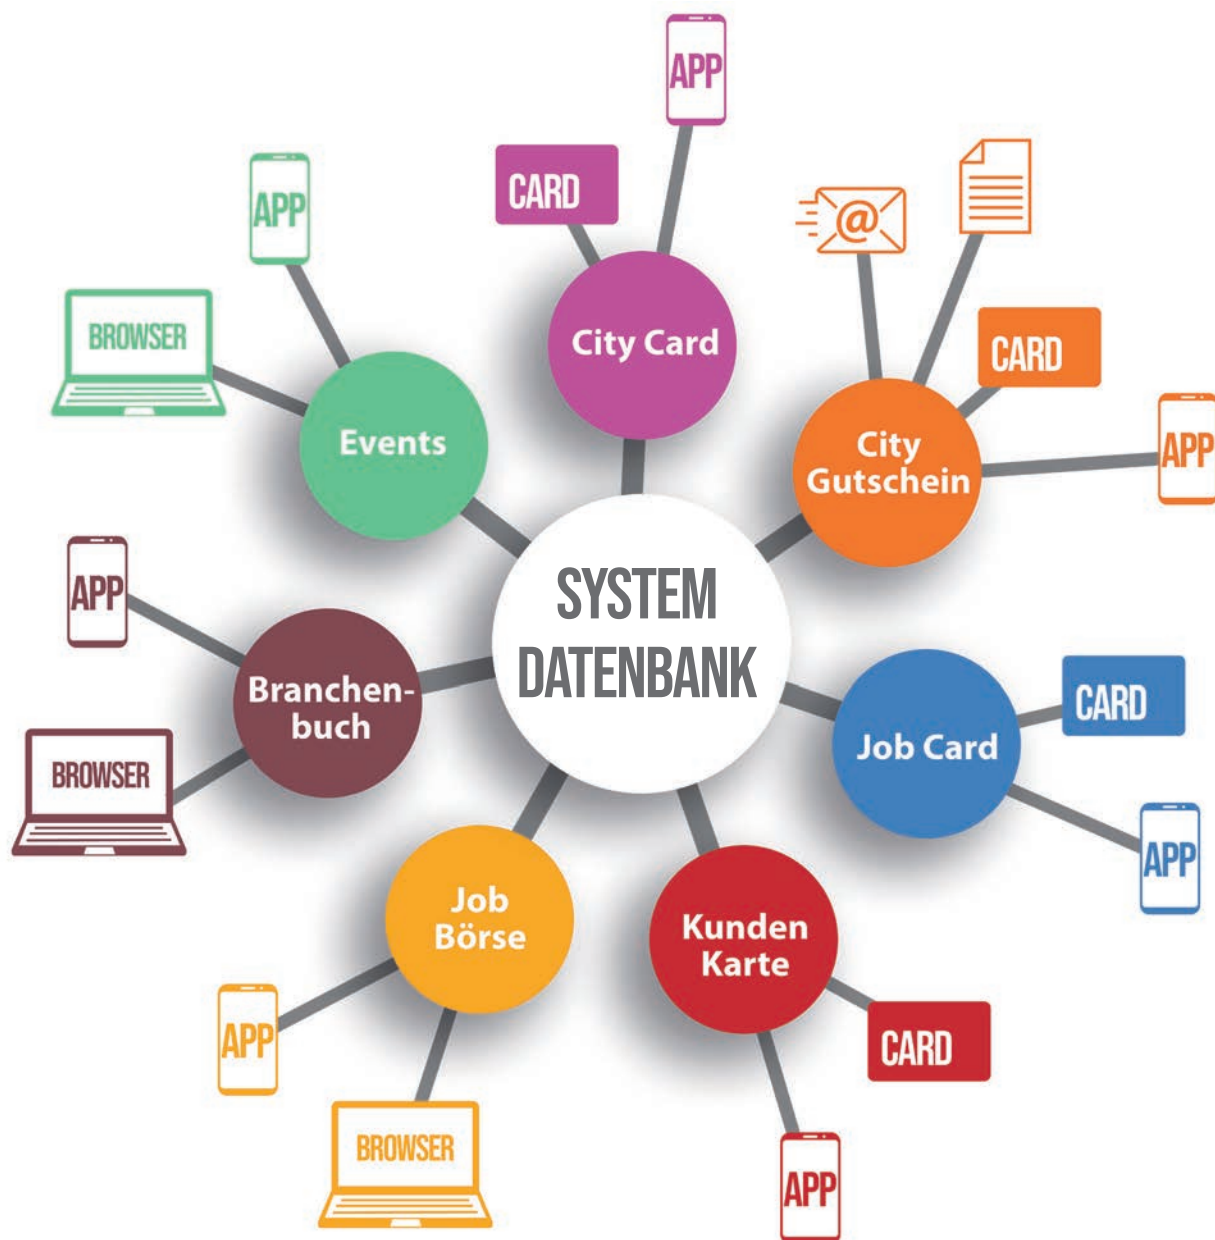 APP
CARD
City Card
@
CARD
APP
City
Gutschein
APP
BROWSER
Events
SYSTEM
DATENBANK
APP
BROWSER
Branchen-
buch
CARD
APP
Job Card
Job
Börse
APP
BROWSER
Kunden
Karte
CARD
APP